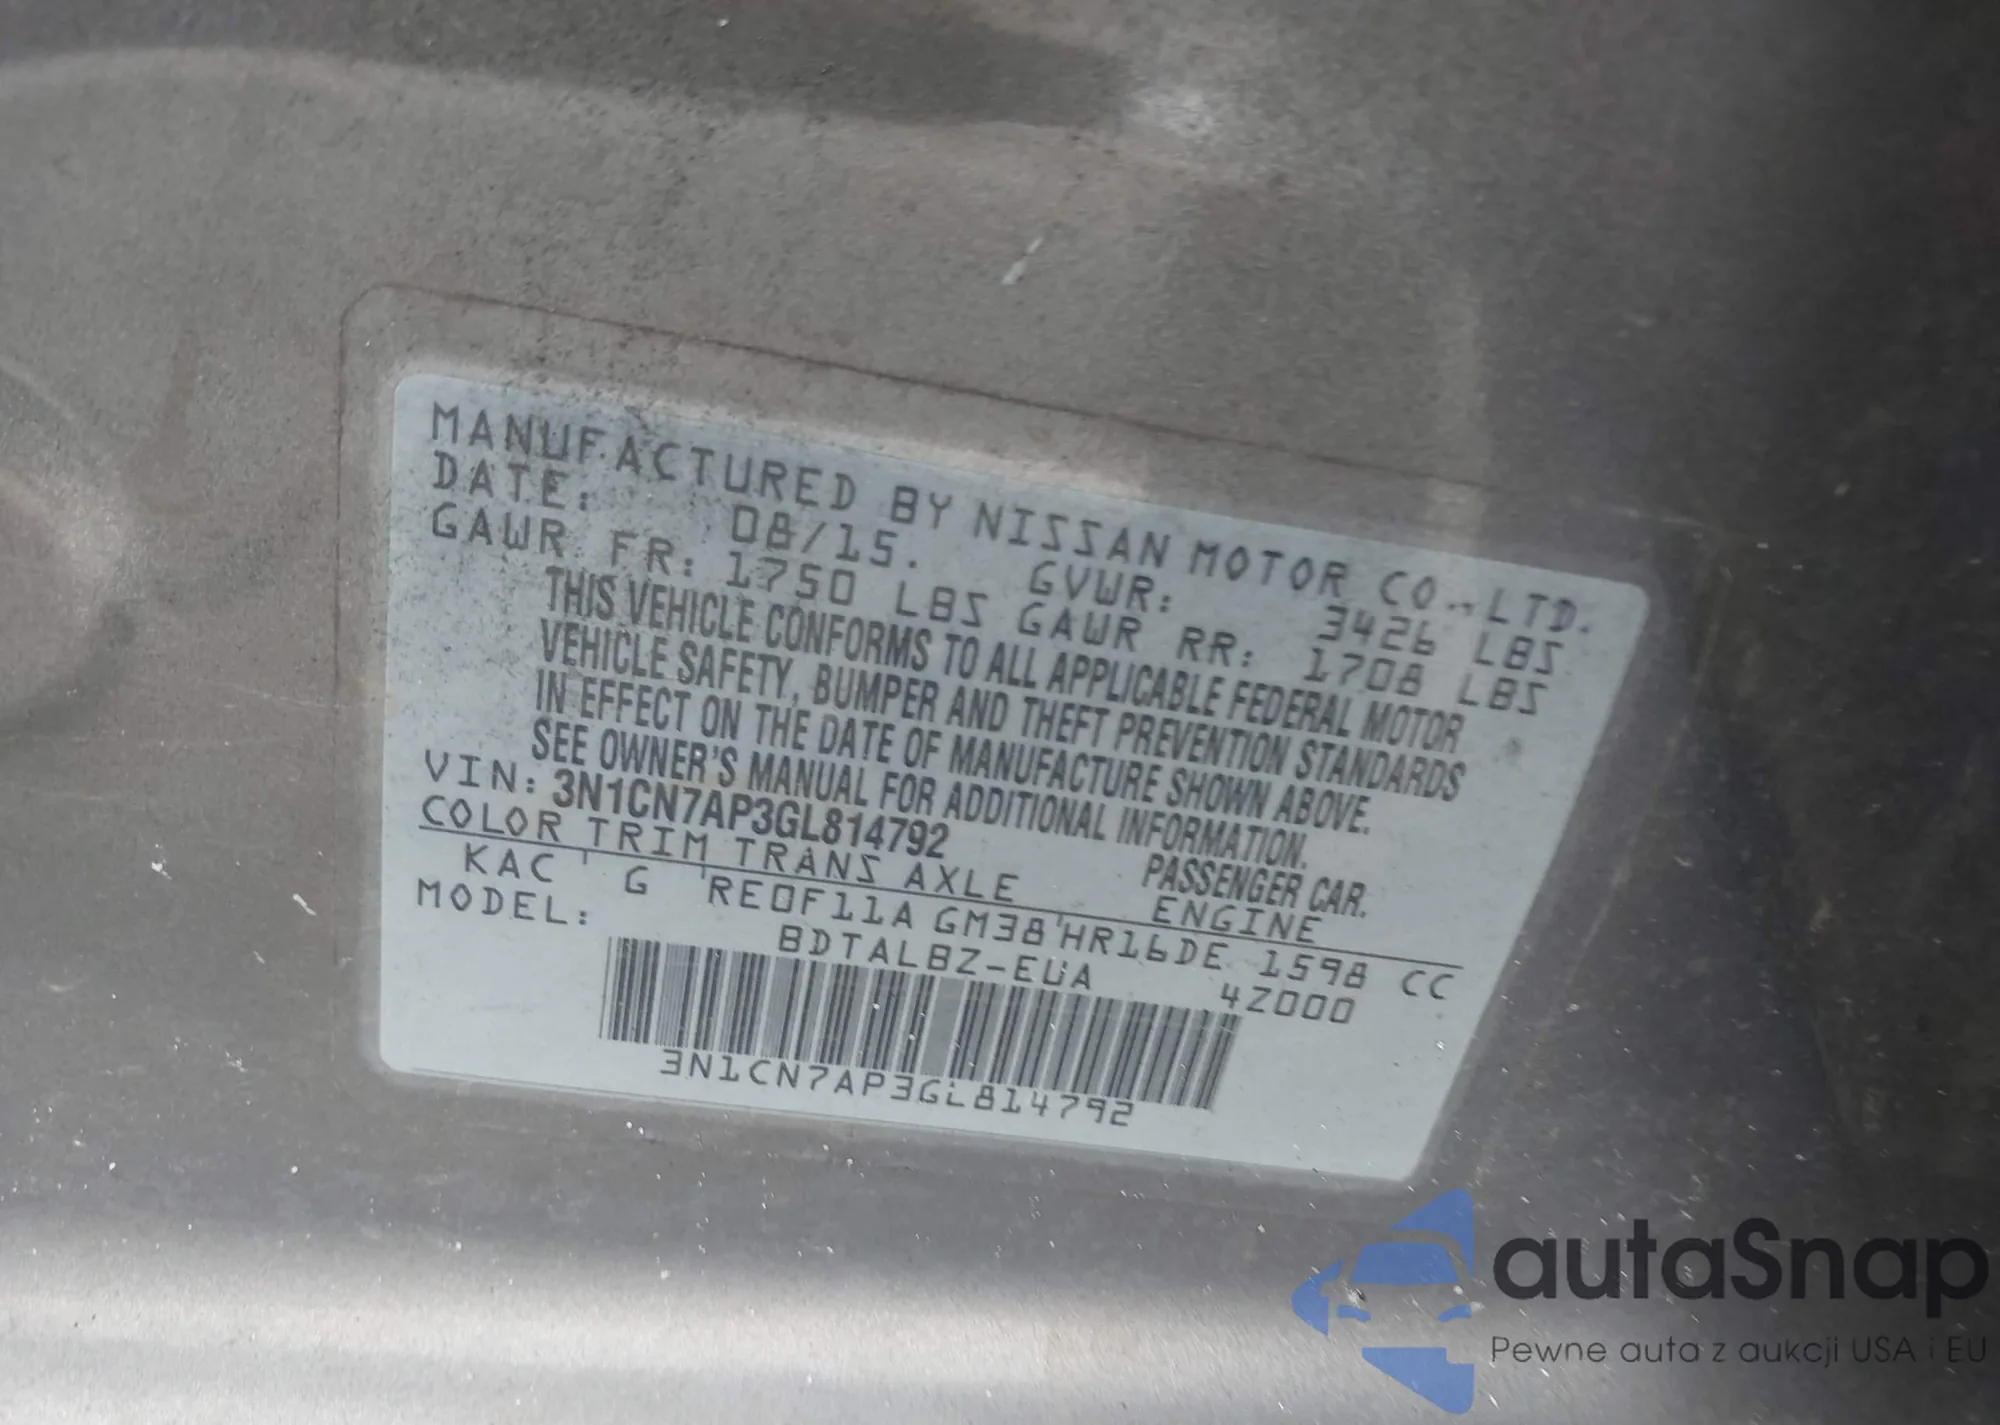 MANUFACTURED BY NISSAN MOTOR CO.,LTD.
DATE: 08/15. GVWR: 3426 LBS
GAWR FR: 1750 LBS GAWR RR: 1708 LBS
THIS VEHICLE CONFORMS TO ALL APPLICABLE FEDERAL MOTOR
VEHICLE SAFETY, BUMPER AND THEFT PREVENTION STANDARDS
IN EFFECT ON THE DATE OF MANUFACTURE SHOWN ABOVE.
SEE OWNER'S MANUAL FOR ADDITIONAL INFORMATION.
VIN: 3N1CN7AP3GL814792 PASSENGER CAR.
COLOR TRIM TRANS AXLE ENGINE
KAC G RE0F11A GM38 HR16DE 1598 CC
MODEL: BDTALBZ-EUA 4Z000
3N1CN7AP3GL814792
autaSnap
Pewne auta z aukcji USA i EU